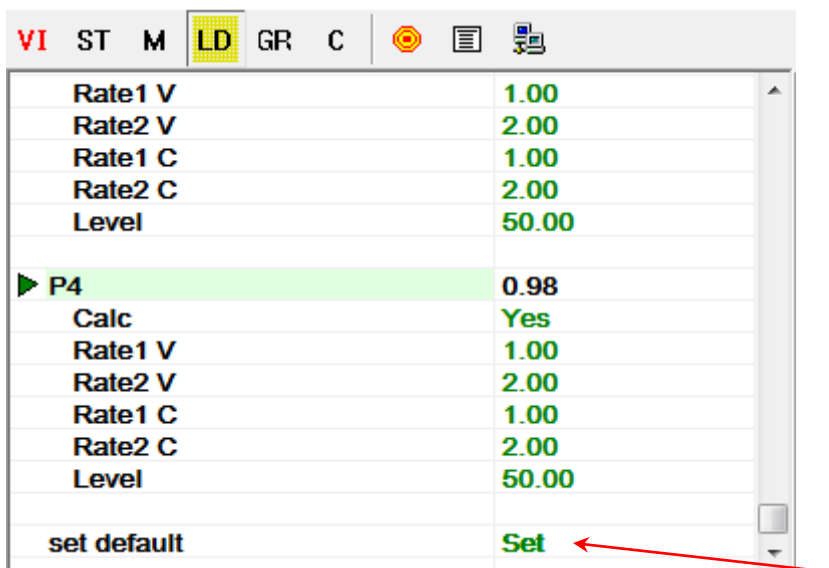 VI ST M LD GR C
Rate1 V 1.00
Rate2 V 2.00
Rate1 C 1.00
Rate2 C 2.00
Level 50.00
P4 0.98
Calc Yes
Rate1 V 1.00
Rate2 V 2.00
Rate1 C 1.00
Rate2 C 2.00
Level 50.00
set default Set